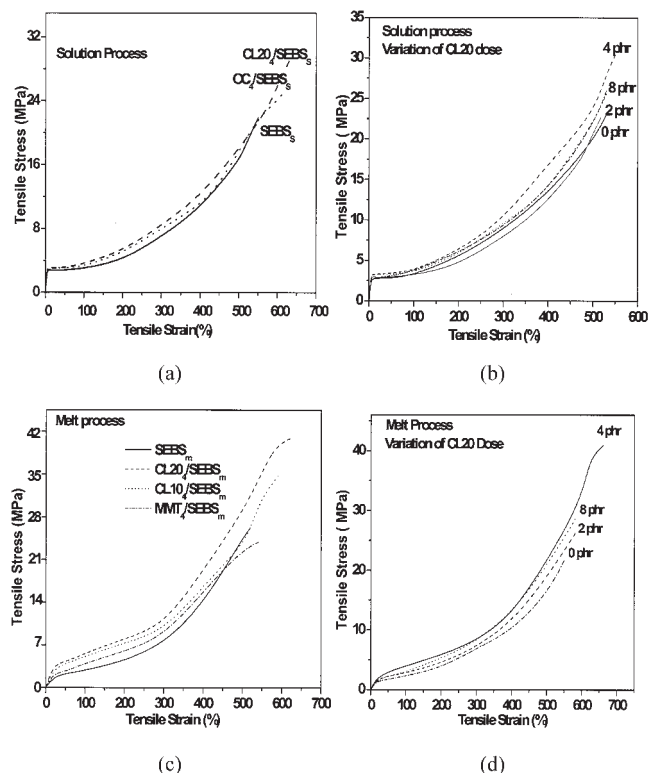 Solution Process
CL20₄/SEBSₛ
OC₄/SEBSₛ
SEBSₛ
35
28
24
16
8
4
0
0 100 200 300 400 500 600 700
Tensile Stress (MPa)
Tensile Strain(%)
(a)
Solution process
Variation of CL20 dose
4 phr
8 phr
2 phr
0 phr
35
30
25
20
15
10
5
0
0 100 200 300 400 500 600
Tensile Stress ( MPa)
Tensile Strain(%)
(b)
Melt process
SEBSₘ
CL20₄/SEBSₘ
CL10₄/SEBSₘ
MMT₄/SEBSₘ
42
35
28
21
14
7
0
0 100 200 300 400 500 600 700
Tensile Stress (MPa)
Tensile Strain (%)
(c)
Melt Process
Variation of CL20 Dose
4 phr
8 phr
2 phr
0 phr
40
30
20
10
0
0 100 200 300 400 500 600 700
Tensile Stress ( MPa)
Tensile Strain (%)
(d)